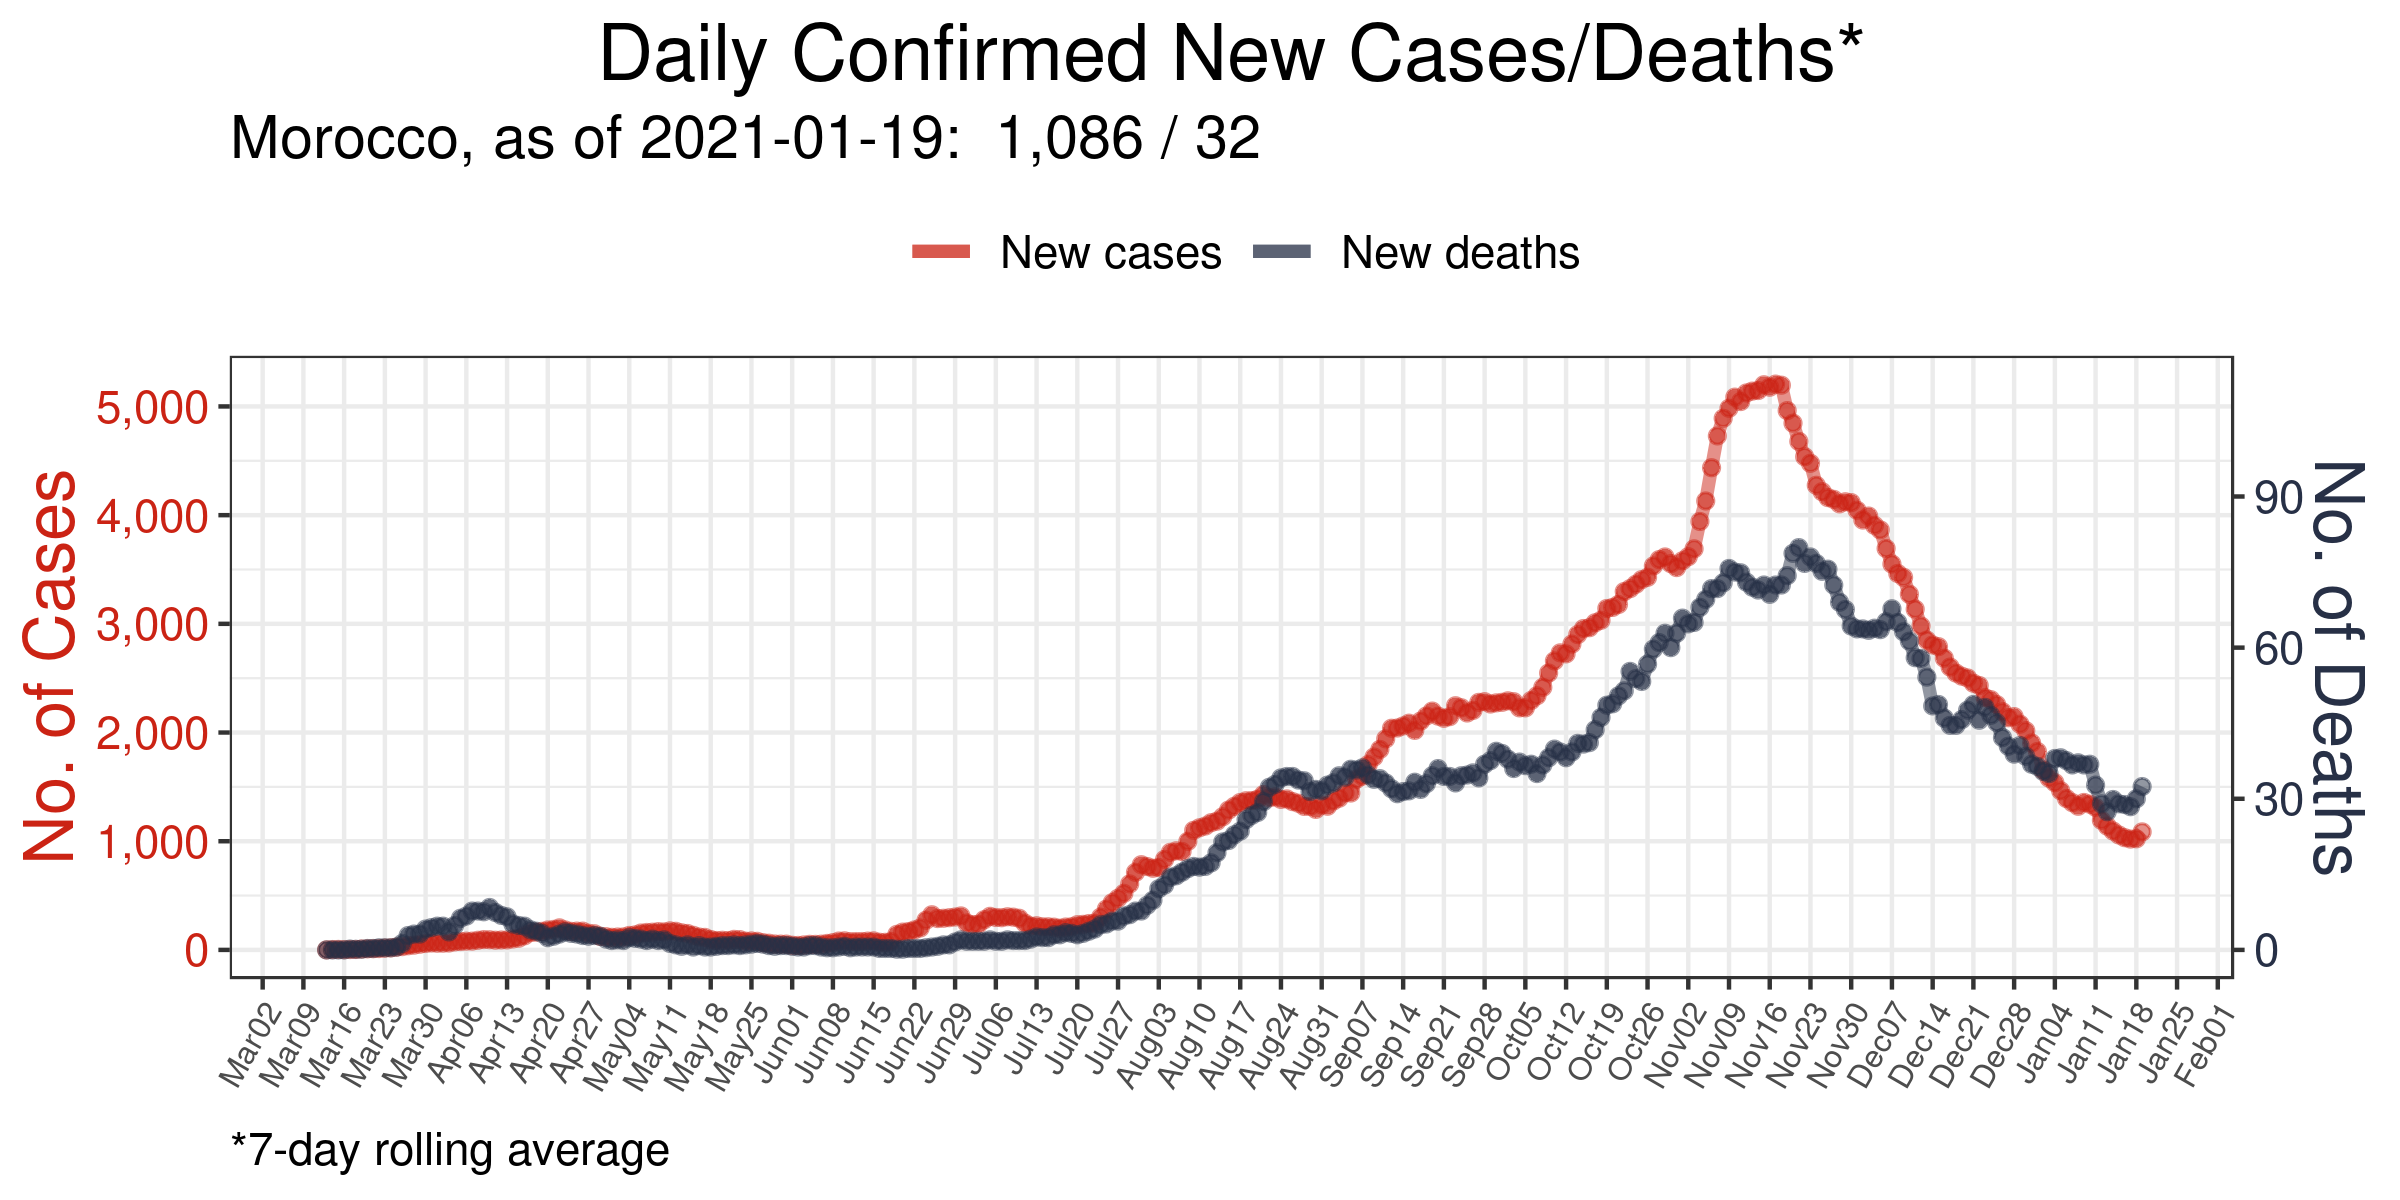 Daily Confirmed New Cases/Deaths*
Morocco, as of 2021-01-19:  1,086 / 32
New cases New deaths
No. of Cases
5,000
4,000
3,000
2,000
1,000
0
90
60
30
0
No. of Deaths
Mar02 Mar09 Mar16 Mar23 Mar30 Apr06 Apr13 Apr20 Apr27 May04 May11 May18 May25 Jun01 Jun08 Jun15 Jun22 Jun29 Jul06 Jul13 Jul20 Jul27 Aug03 Aug10 Aug17 Aug24 Aug31 Sep07 Sep14 Sep21 Sep28 Oct05 Oct12 Oct19 Oct26 Nov02 Nov09 Nov16 Nov23 Nov30 Dec07 Dec14 Dec21 Dec28 Jan04 Jan11 Jan18 Jan25 Feb01
*7-day rolling average